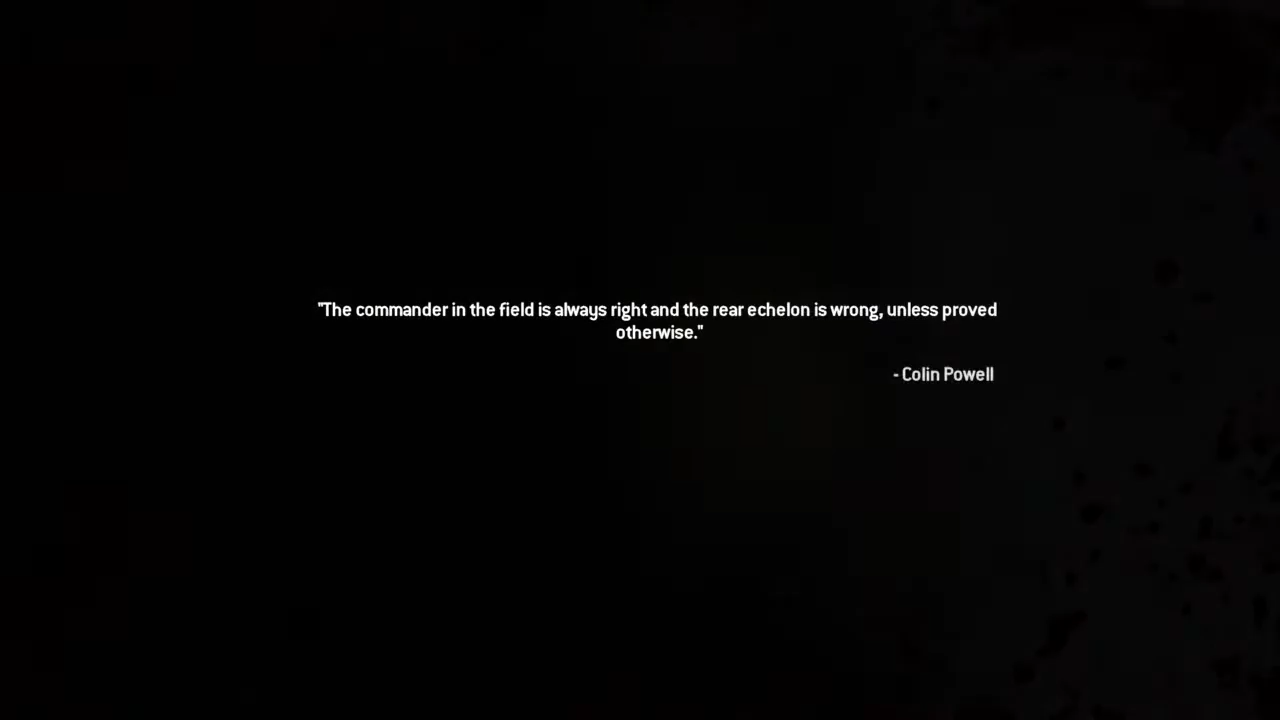 "The commander in the field is always right and the rear echelon is wrong, unless proved
otherwise."
- Colin Powell